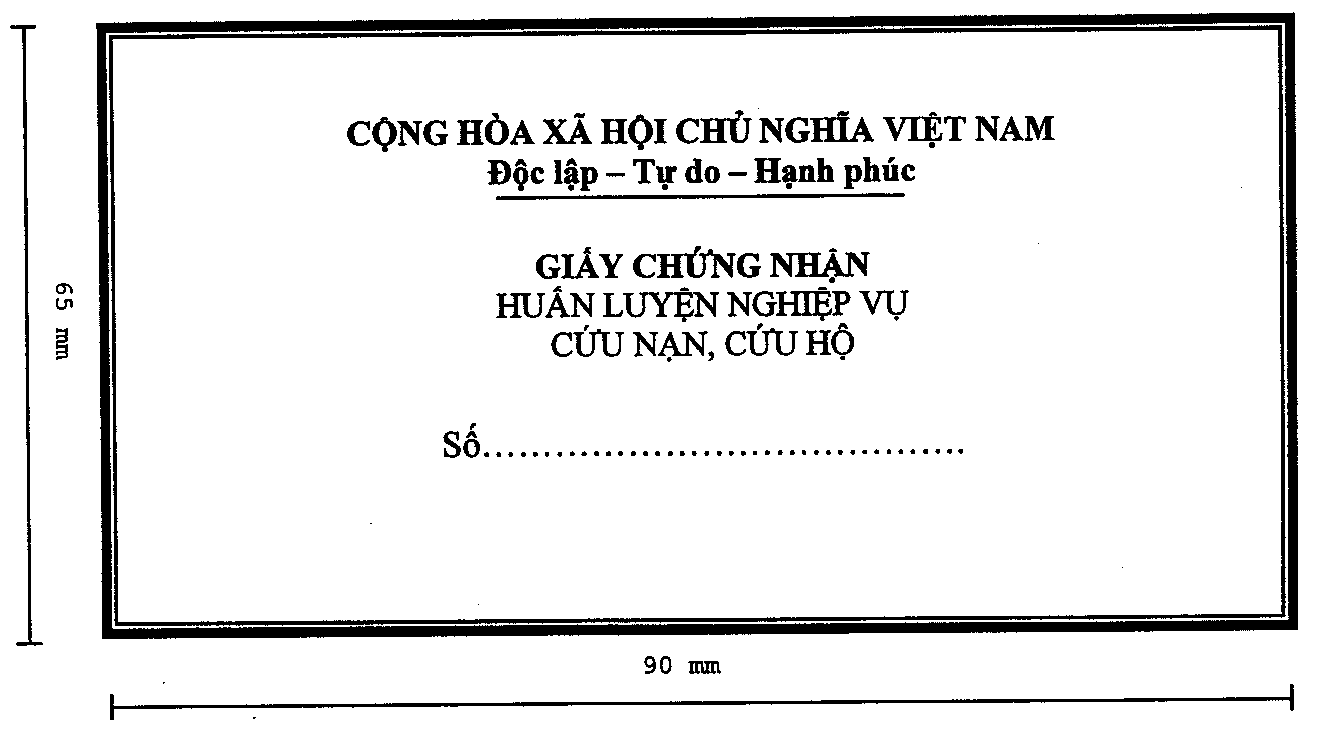 CỘNG HÒA XÃ HỘI CHỦ NGHĨA VIỆT NAM
Độc lập – Tự do – Hạnh phúc
GIẤY CHỨNG NHẬN
HUẤN LUYỆN NGHIỆP VỤ
CỨU NẠN, CỨU HỘ
Số........................................
65 mm
90 mm